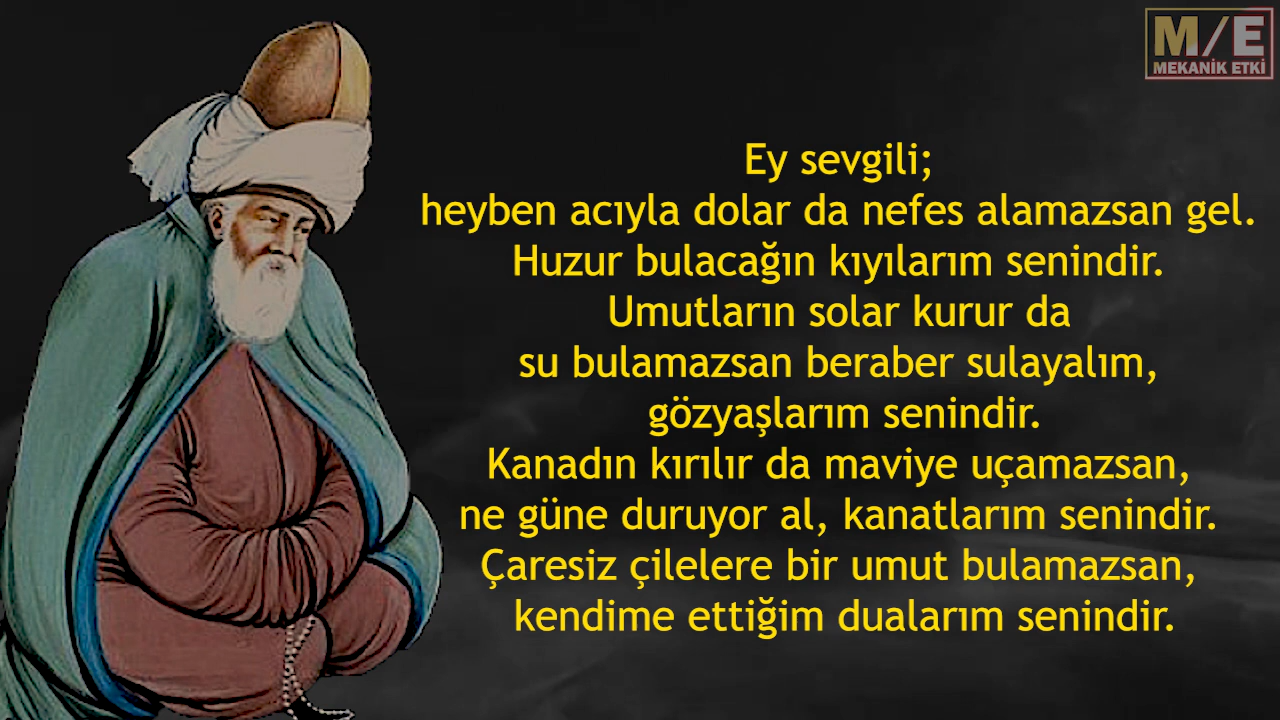 M/E
MEKANİK ETKİ
Ey sevgili;
heyben acıyla dolar da nefes alamazsan gel.
Huzur bulacağın kıyılarım senindir.
Umutların solar kurur da
su bulamazsan beraber sulayalım,
gözyaşlarım senindir.
Kanadın kırılır da maviye uçamazsan,
ne güne duruyor al, kanatlarım senindir.
Çaresiz çilelere bir umut bulamazsan,
kendime ettiğim dualarım senindir.